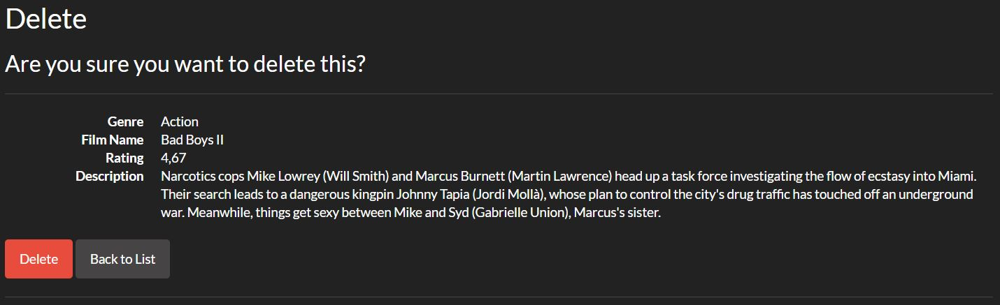 Delete
Are you sure you want to delete this?
Genre Action
Film Name Bad Boys II
Rating 4,67
Description Narcotics cops Mike Lowrey (Will Smith) and Marcus Burnett (Martin Lawrence) head up a task force investigating the flow of ecstasy into Miami.
Their search leads to a dangerous kingpin Johnny Tapia (Jordi Mollà), whose plan to control the city's drug traffic has touched off an underground
war. Meanwhile, things get sexy between Mike and Syd (Gabrielle Union), Marcus's sister.
Delete Back to List